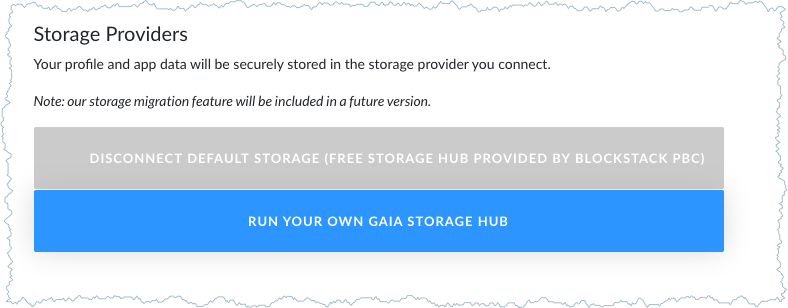 Storage Providers
Your profile and app data will be securely stored in the storage provider you connect.
Note: our storage migration feature will be included in a future version.
DISCONNECT DEFAULT STORAGE (FREE STORAGE HUB PROVIDED BY BLOCKSTACK PBC)
RUN YOUR OWN GAIA STORAGE HUB